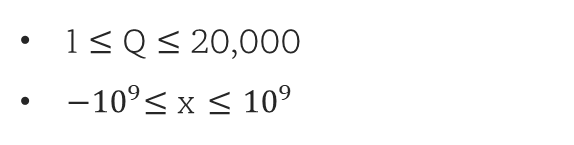 • 1 ≤ Q ≤ 20,000
• −10⁹ ≤ x ≤ 10⁹